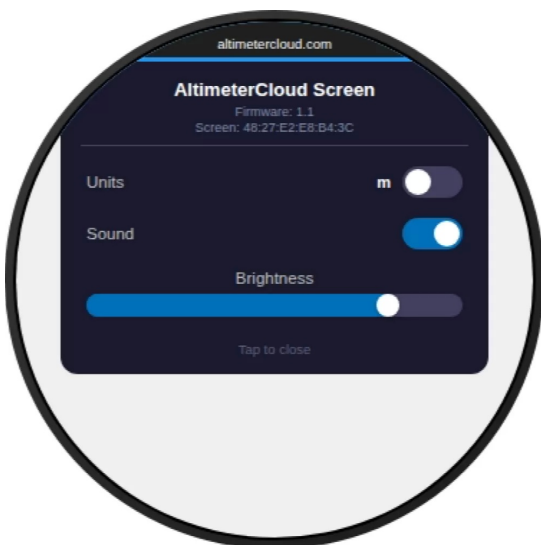 altimetercloud.com
AltimeterCloud Screen
Firmware: 1.1
Screen: 48:27:E2:E8:B4:3C
Units m
Sound
Brightness
Tap to close